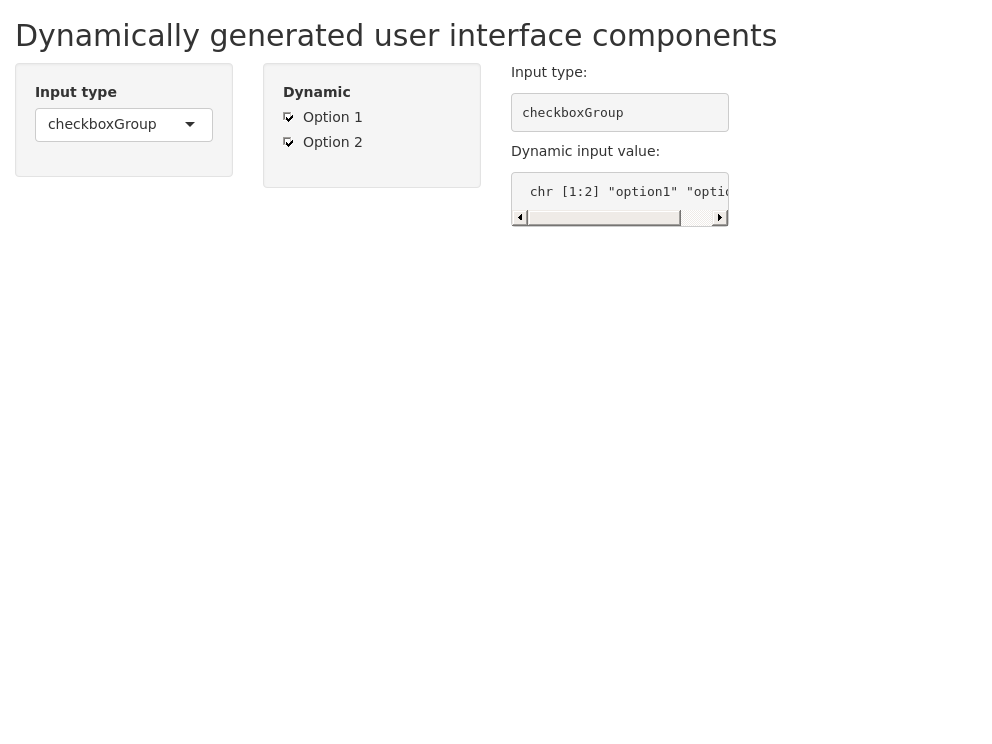 Dynamically generated user interface components
Input type
checkboxGroup
Dynamic
Option 1
Option 2
Input type:
checkboxGroup
Dynamic input value:
chr [1:2] "option1" "optio